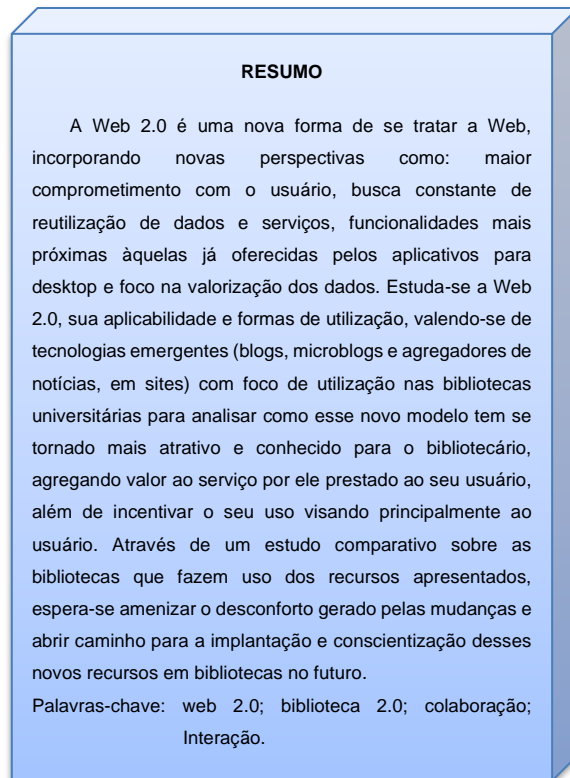 RESUMO
A Web 2.0 é uma nova forma de se tratar a Web,
incorporando novas perspectivas como: maior
comprometimento com o usuário, busca constante de
reutilização de dados e serviços, funcionalidades mais
próximas àquelas já oferecidas pelos aplicativos para
desktop e foco na valorização dos dados. Estuda-se a Web
2.0, sua aplicabilidade e formas de utilização, valendo-se de
tecnologias emergentes (blogs, microblogs e agregadores de
notícias, em sites) com foco de utilização nas bibliotecas
universitárias para analisar como esse novo modelo tem se
tornado mais atrativo e conhecido para o bibliotecário,
agregando valor ao serviço por ele prestado ao seu usuário,
além de incentivar o seu uso visando principalmente ao
usuário. Através de um estudo comparativo sobre as
bibliotecas que fazem uso dos recursos apresentados,
espera-se amenizar o desconforto gerado pelas mudanças e
abrir caminho para a implantação e conscientização desses
novos recursos em bibliotecas no futuro.
Palavras-chave: web 2.0; biblioteca 2.0; colaboração;
Interação.